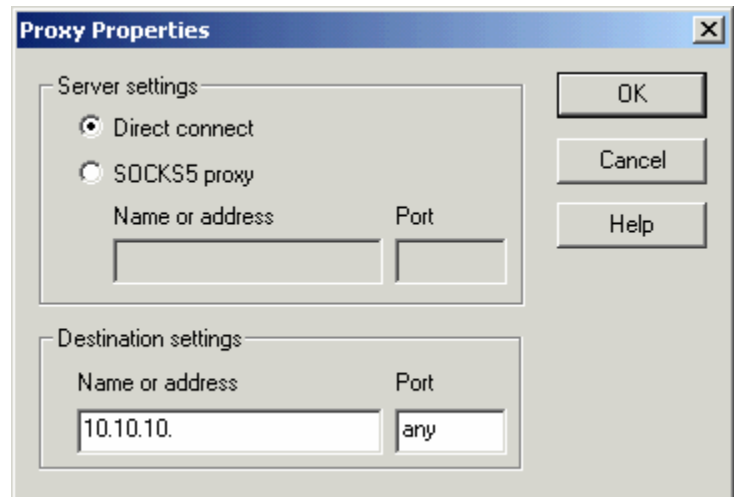 Proxy Properties
Server settings
OK
Direct connect
SOCKS5 proxy
Cancel
Name or address Port
Help
Destination settings
Name or address Port
10.10.10. any